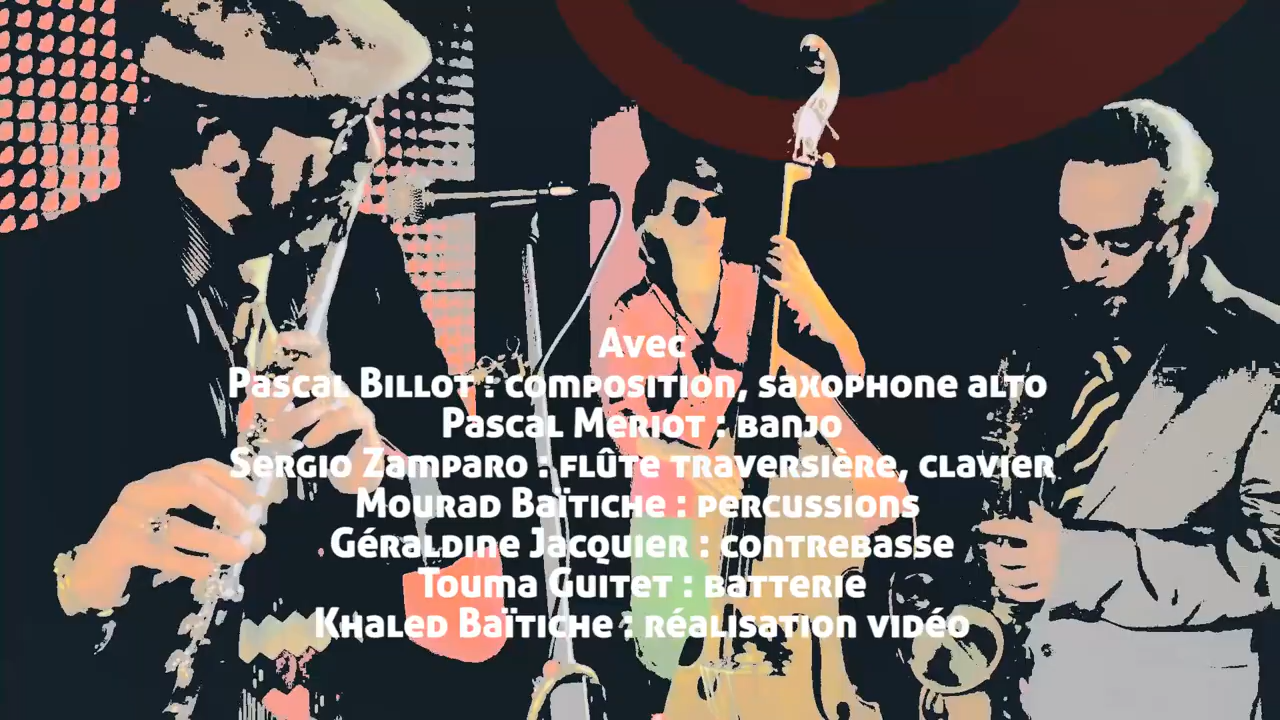 Avec
Pascal Billot : composition, saxophone alto
Pascal Meriot : banjo
Sergio Zamparo : flûte traversière, clavier
Mourad Baïtiche : percussions
Géraldine Jacquier : contrebasse
Touma Guitet : batterie
Khaled Baïtiche : réalisation vidéo